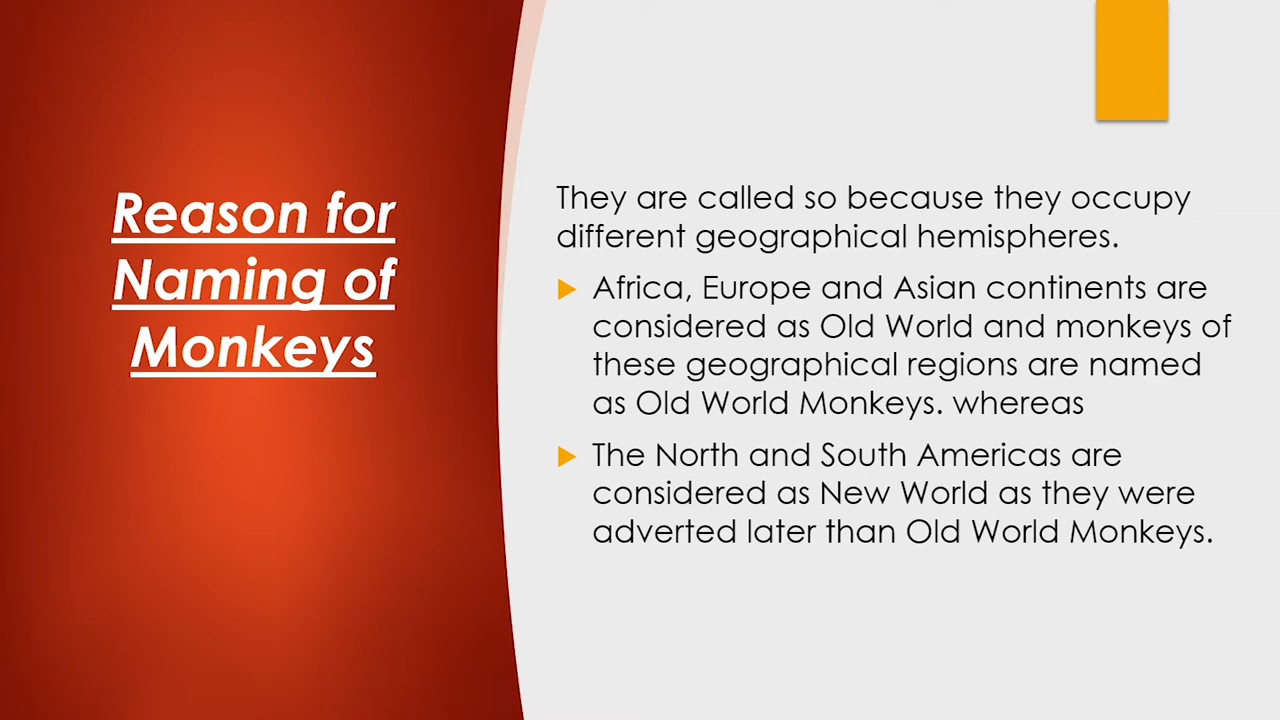 Reason for
Naming of
Monkeys
They are called so because they occupy
different geographical hemispheres.
Africa, Europe and Asian continents are
considered as Old World and monkeys of
these geographical regions are named
as Old World Monkeys. whereas
The North and South Americas are
considered as New World as they were
adverted later than Old World Monkeys.